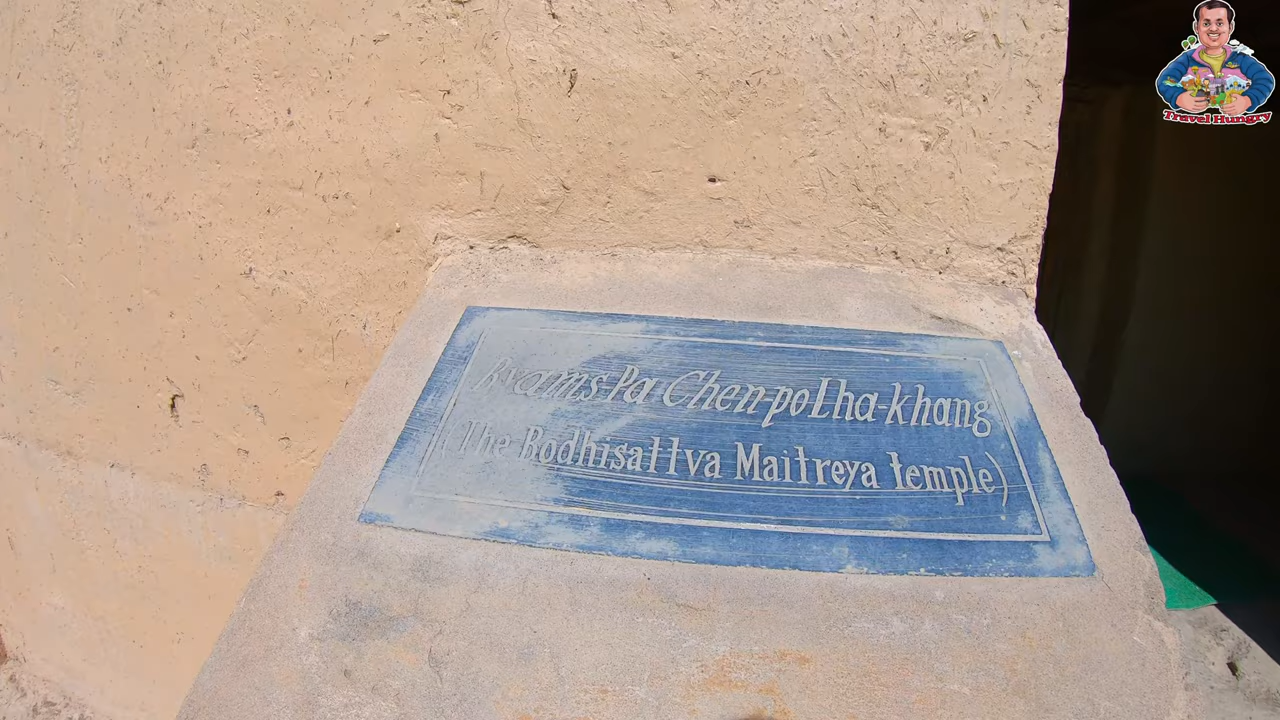 Byams Pa Chen-po Lha-khang
(The Bodhisattva Maitreya temple)
Travel Hungry